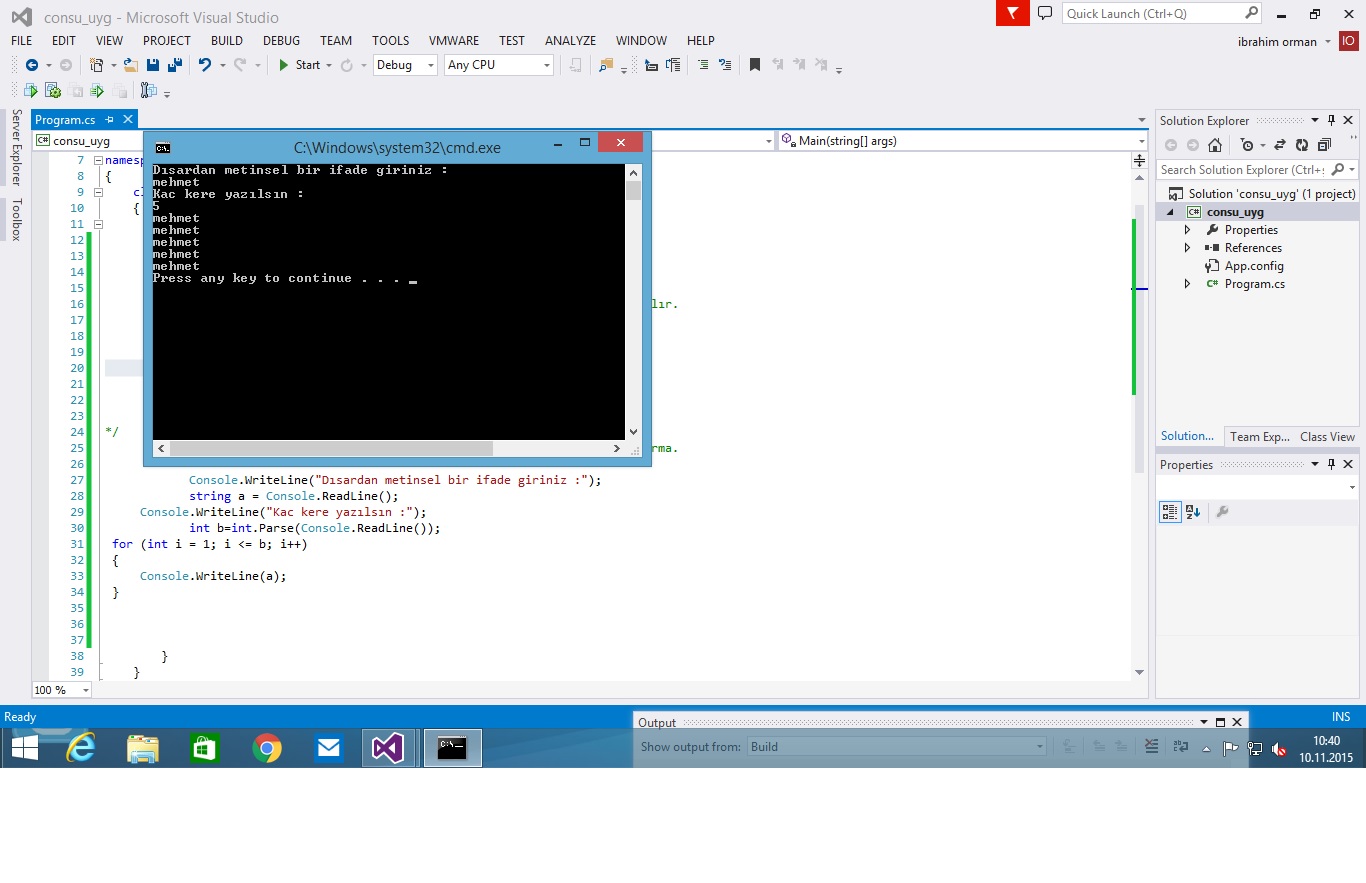 consu_uyg - Microsoft Visual Studio
Quick Launch (Ctrl+Q)
FILE EDIT VIEW PROJECT BUILD DEBUG TEAM TOOLS VMWARE TEST ANALYZE WINDOW HELP
ibrahim orman IO
Start Debug Any CPU
Server Explorer
Toolbox
Program.cs
consu_uyg
Main(string[] args)
C:\Windows\system32\cmd.exe
Dısardan metinsel bir ifade giriniz :
mehmet
Kac kere yazılsın :
5
mehmet
mehmet
mehmet
mehmet
mehmet
Press any key to continue . . . _
7
8 {
9
10 {
11
12
13
14
15
16
17
18
19
20
21
22
23
24 */
25
26
27 Console.WriteLine("Dısardan metinsel bir ifade giriniz :");
28 string a = Console.ReadLine();
29 Console.WriteLine("Kac kere yazılsın :");
30 int b=int.Parse(Console.ReadLine());
31 for (int i = 1; i <= b; i++)
32 {
33 Console.WriteLine(a);
34 }
35
36
37
38 }
39 }
100 %
Solution Explorer
Search Solution Explorer (Ctrl+;
Solution 'consu_uyg' (1 project)
consu_uyg
Properties
References
App.config
Program.cs
Solution... Team Exp... Class View
Properties
Ready
INS
Output
Show output from: Build
10:40
10.11.2015